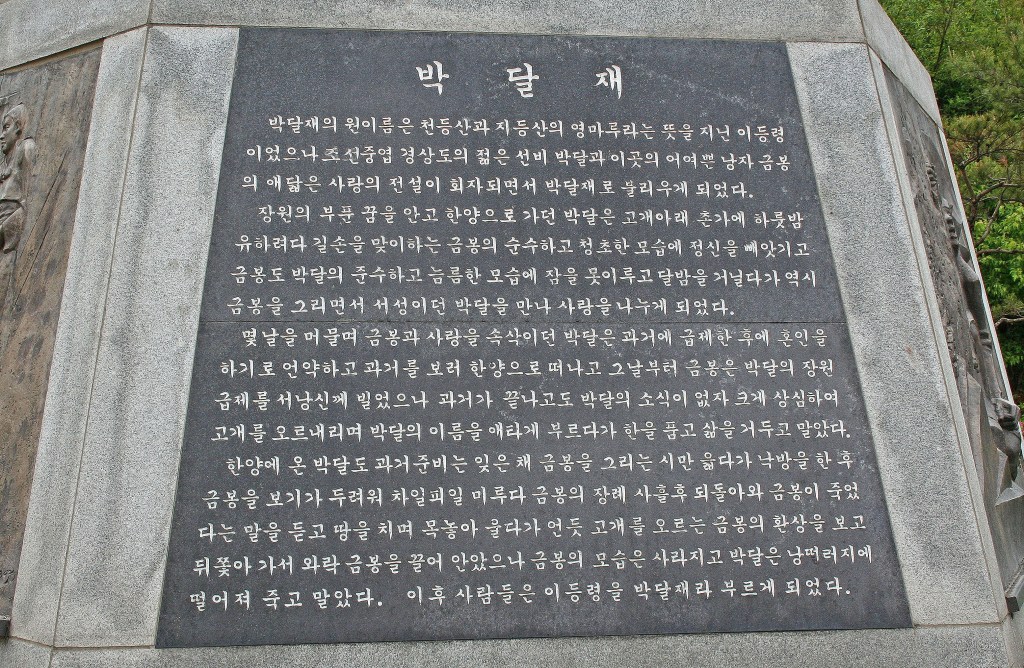 박 달 재
박달재의 원이름은 천등산과 지등산의 영마루라는 뜻을 지닌 이등령
이었으나 조선중엽 경상도의 젊은 선비 박달과 이곳의 어여쁜 낭자 금봉
의 애닯은 사랑의 전설이 회자되면서 박달재로 불리우게 되었다.
장원의 부푼 꿈을 안고 한양으로 가던 박달은 고개아래 촌가에 하룻밤
유하려다 길손을 맞이하는 금봉의 순수하고 청초한 모습에 정신을 빼앗기고
금봉도 박달의 준수하고 늠름한 모습에 잠을 못이루고 달밤을 거닐다가 역시
금봉을 그리면서 서성이던 박달을 만나 사랑을나누게 되었다.
몇날을 머물며 금봉과 사랑을 속삭이던 박달은 과거에 급제한 후에 혼인을
하기로 언약하고 과거를 보러 한양으로 떠나고 그날부터 금봉은 박달의 장원
급제를 서낭신께 빌었으나 과거가 끝나고도 박달의 소식이 없자 크게 상심하여
고개를 오르내리며 박달의 이름을 애타게 부르다가 한을 품고 삶을 거두고 말았다.
한양에 온 박달도 과거준비는 잊은 채 금봉을 그리는 시만 읊다가 낙방을 한 후
금봉을 보기가 두려워 차일피일 미루다 금봉의 장례 사흘후 되돌아와 금봉이 죽었
다는 말을 듣고 땅을 치며 목놓아 울다가 언듯 고개를 오르는 금봉의 환상을 보고
뒤쫓아 가서 와락 금봉을 끌어 안았으나 금봉의 모습은 사라지고 박달은 낭떠러지에
떨어져 죽고 말았다. 이후 사람들은 이등령을 박달재라 부르게 되었다.